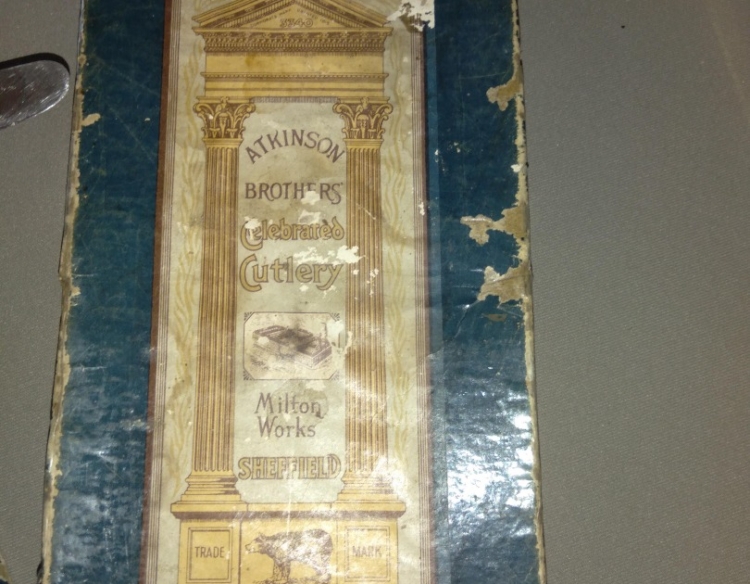 ATKINSON
BROTHERS'
Celebrated
Cutlery
Milton
Works
SHEFFIELD
TRADE MARK